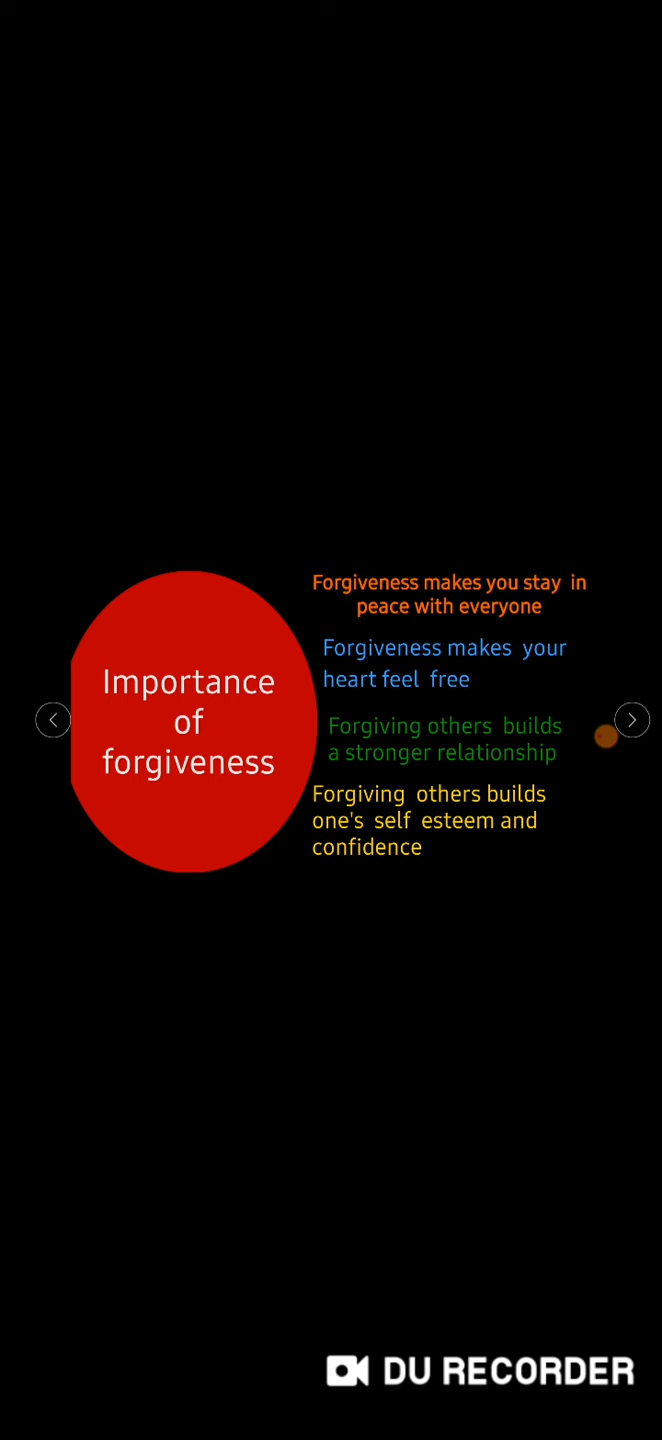 Importance
of
forgiveness
Forgiveness makes you stay in
peace with everyone
Forgiveness makes your
heart feel free
Forgiving others builds
a stronger relationship
Forgiving others builds
one's self esteem and
confidence
DU RECORDER